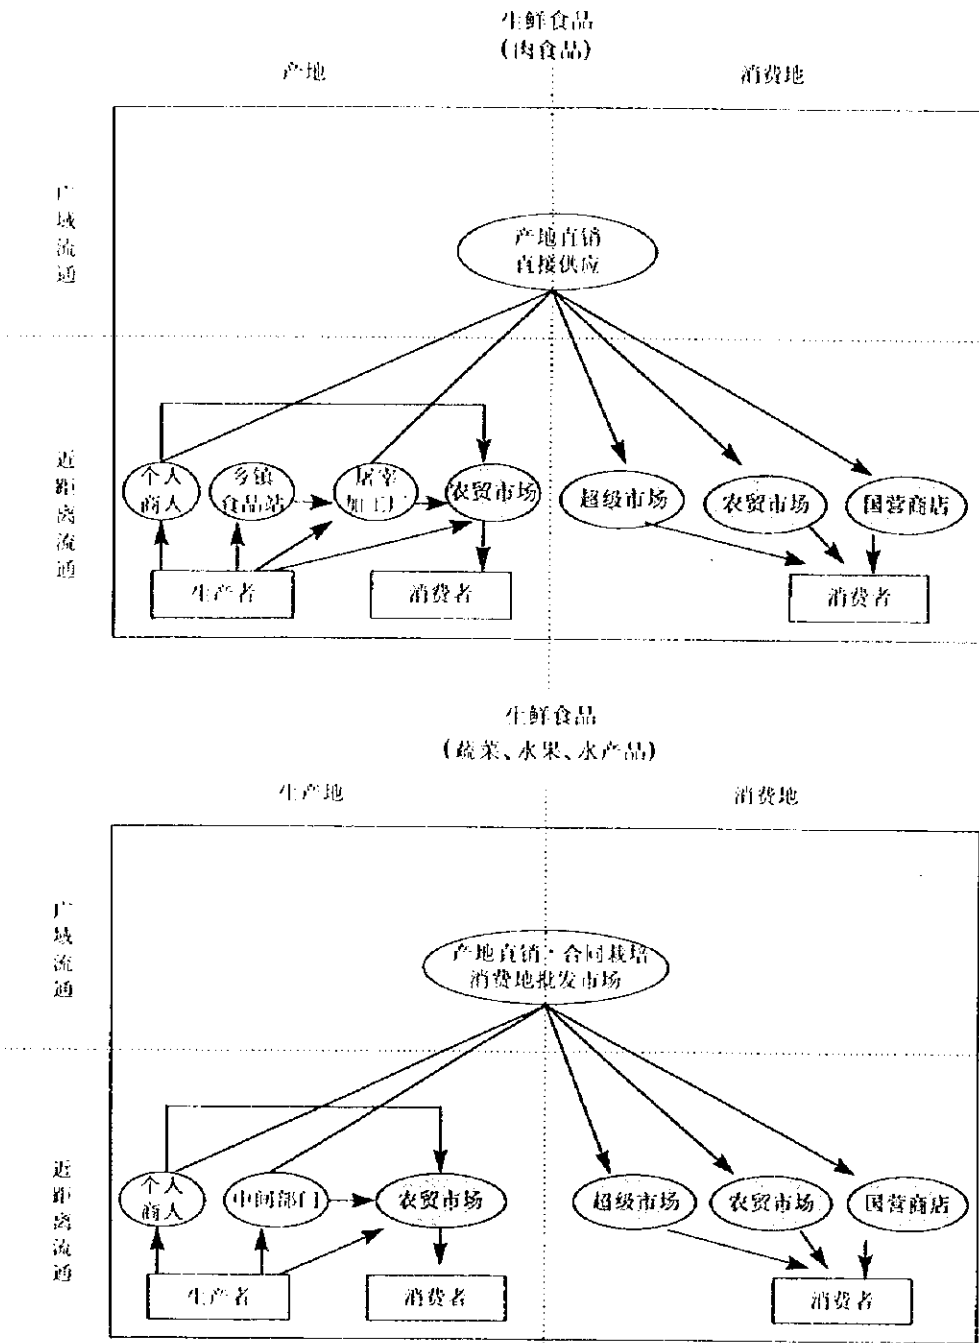 生鲜食品
(肉食品)
产地
消费地
广域流通
产地直销
直接供应
近距离流通
个人
商人
乡镇
食品站
屠宰
加工厂
农贸市场
超级市场
农贸市场
国营商店
生产者
消费者
消费者
生鲜食品
(蔬菜、水果、水产品)
生产地
消费地
广域流通
产地直销·合同栽培
消费地批发市场
近距离流通
个人
商人
中间部门
农贸市场
超级市场
农贸市场
国营商店
生产者
消费者
消费者